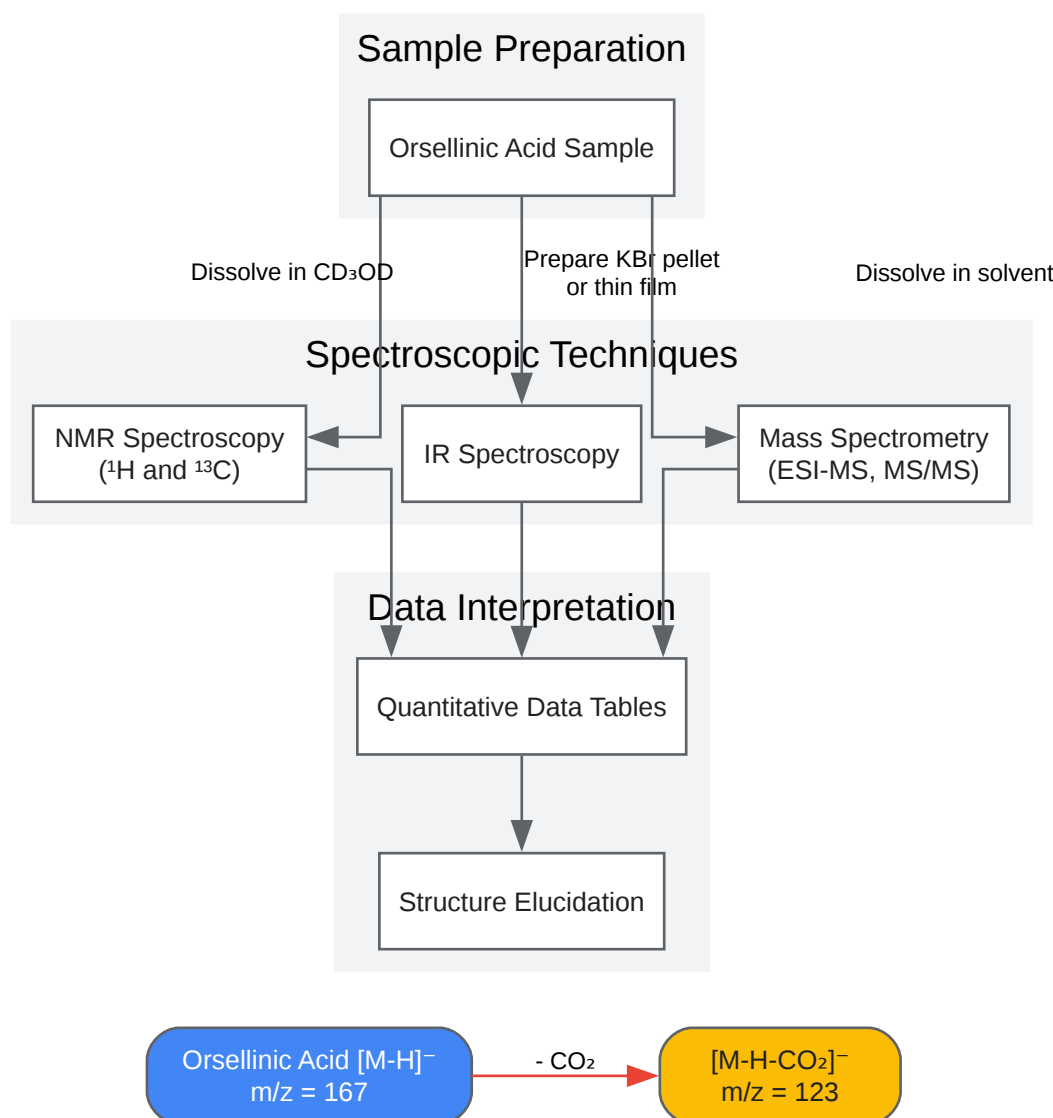 Sample Preparation
Orsellinic Acid Sample
Dissolve in CD₃OD
Prepare KBr pellet
or thin film
Dissolve in solvent
Spectroscopic Techniques
NMR Spectroscopy
(¹H and ¹³C)
IR Spectroscopy
Mass Spectrometry
(ESI-MS, MS/MS)
Data Interpretation
Quantitative Data Tables
Structure Elucidation
Orsellinic Acid [M-H]⁻
m/z = 167
- CO₂
[M-H-CO₂]⁻
m/z = 123